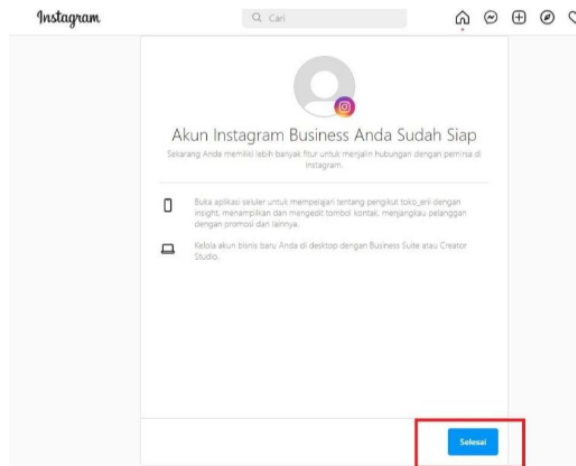 Instagram
Cari
Akun Instagram Business Anda Sudah Siap
Sekarang Anda memiliki lebih banyak fitur untuk menjalin hubungan dengan pemirsa di
Instagram.
Buka aplikasi seluler untuk mempelajari tentang pengikut toko_erli dengan
insight, menampilkan dan mengedit tombol kontak, menjangkau pelanggan
dengan promosi dan lainnya.
Kelola akun bisnis baru Anda di desktop dengan Business Suite atau Creator
Studio.
Selesai